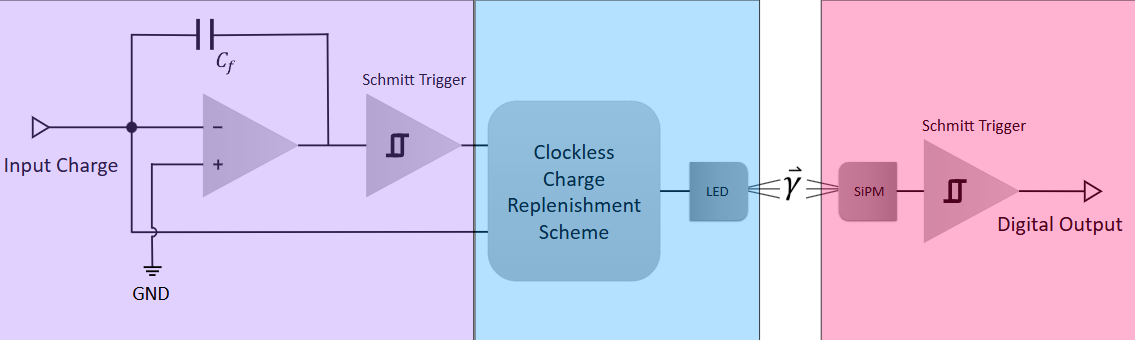 C_f
Schmitt Trigger
Input Charge
−
+
GND
Clockless
Charge
Replenishment
Scheme
LED
γ⃗
SiPM
Schmitt Trigger
Digital Output